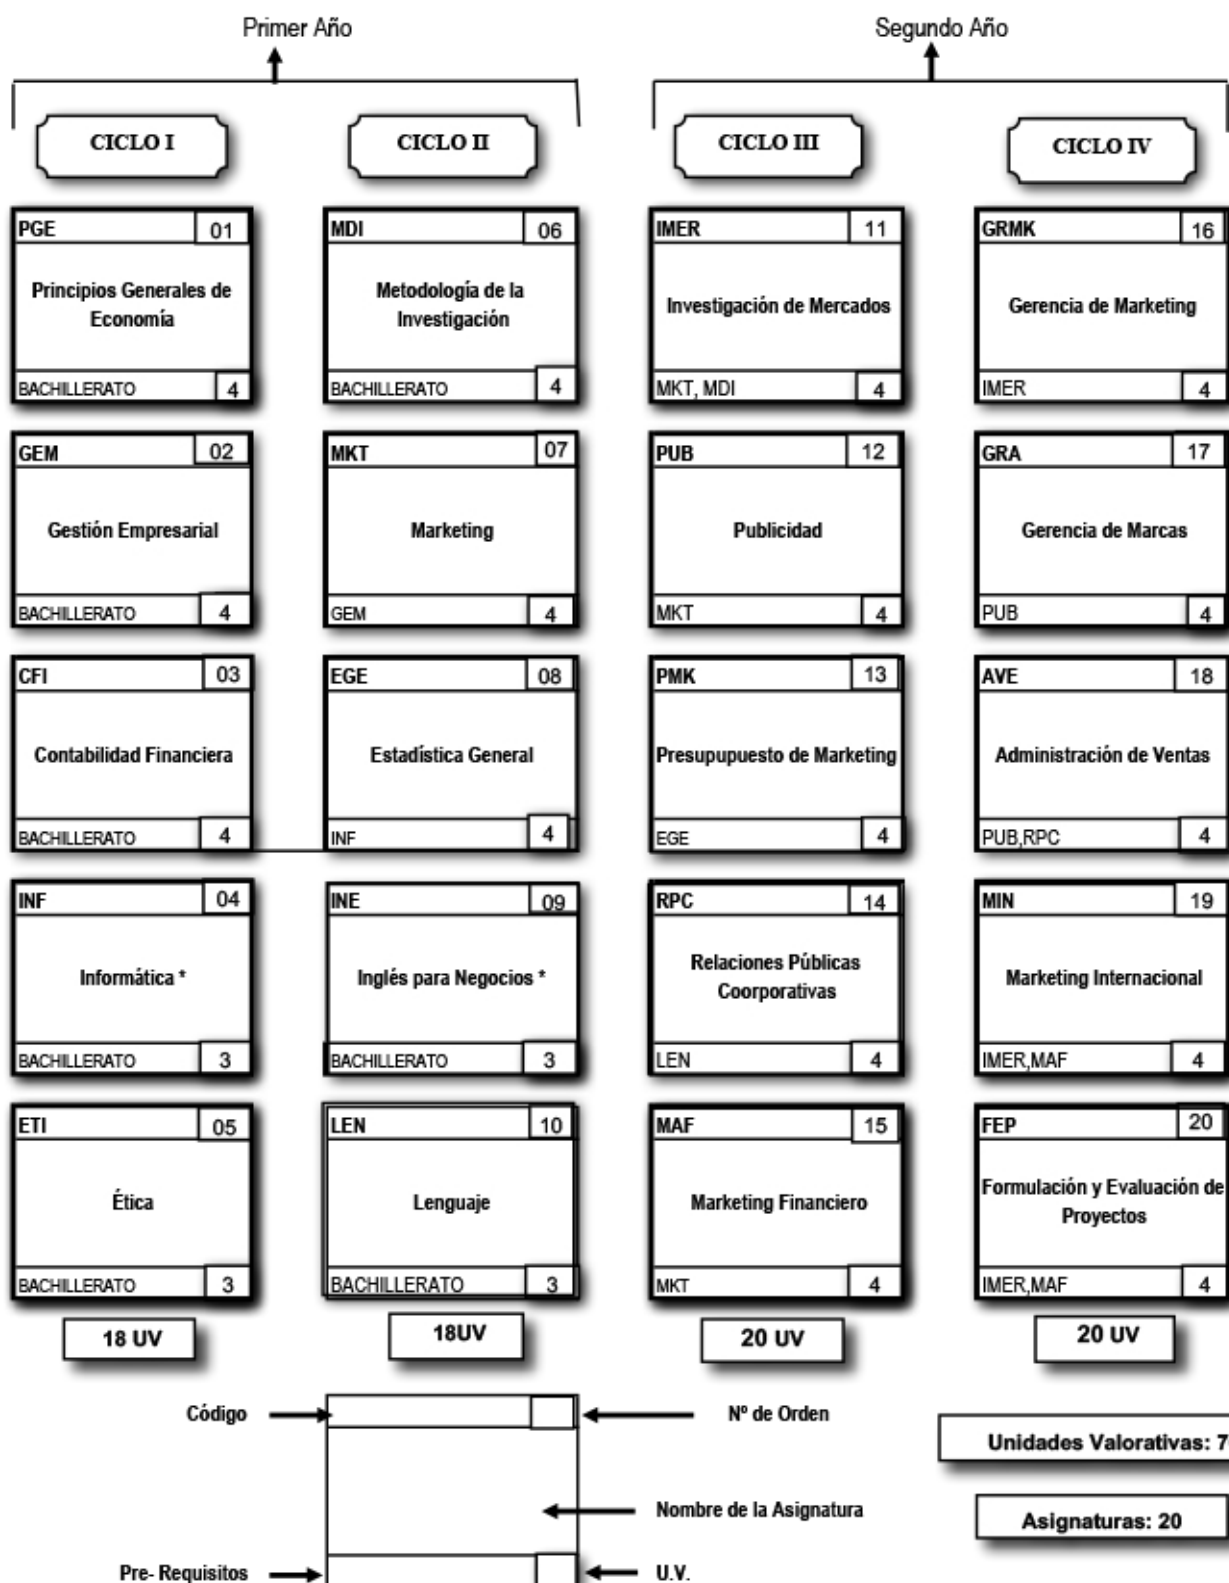 Primer Año
Segundo Año
CICLO I
CICLO II
CICLO III
CICLO IV
PGE 01
Principios Generales de
Economía
BACHILLERATO 4
MDI 06
Metodología de la
Investigación
BACHILLERATO 4
IMER 11
Investigación de Mercados
MKT, MDI 4
GRMK 16
Gerencia de Marketing
IMER 4
GEM 02
Gestión Empresarial
BACHILLERATO 4
MKT 07
Marketing
GEM 4
PUB 12
Publicidad
MKT 4
GRA 17
Gerencia de Marcas
PUB 4
CFI 03
Contabilidad Financiera
BACHILLERATO 4
EGE 08
Estadística General
INF 4
PMK 13
Presupupuesto de Marketing
EGE 4
AVE 18
Administración de Ventas
PUB,RPC 4
INF 04
Informática *
BACHILLERATO 3
INE 09
Inglés para Negocios *
BACHILLERATO 3
RPC 14
Relaciones Públicas
Coorporativas
LEN 4
MIN 19
Marketing Internacional
IMER,MAF 4
ETI 05
Ética
BACHILLERATO 3
LEN 10
Lenguaje
BACHILLERATO 3
MAF 15
Marketing Financiero
MKT 4
FEP 20
Formulación y Evaluación de
Proyectos
IMER,MAF 4
18 UV
18UV
20 UV
20 UV
Código
Nº de Orden
Unidades Valorativas:
Nombre de la Asignatura
Asignaturas: 20
Pre- Requisitos
U.V.